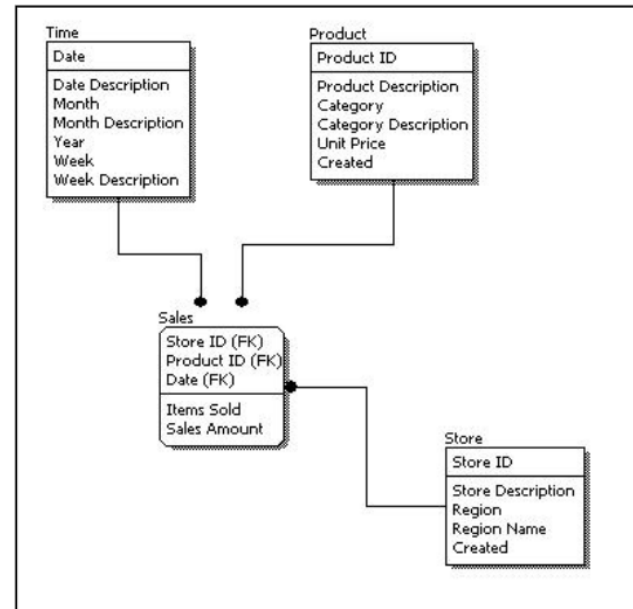 Time
Date
Date Description
Month
Month Description
Year
Week
Week Description
Product
Product ID
Product Description
Category
Category Description
Unit Price
Created
Sales
Store ID (FK)
Product ID (FK)
Date (FK)
Items Sold
Sales Amount
Store
Store ID
Store Description
Region
Region Name
Created